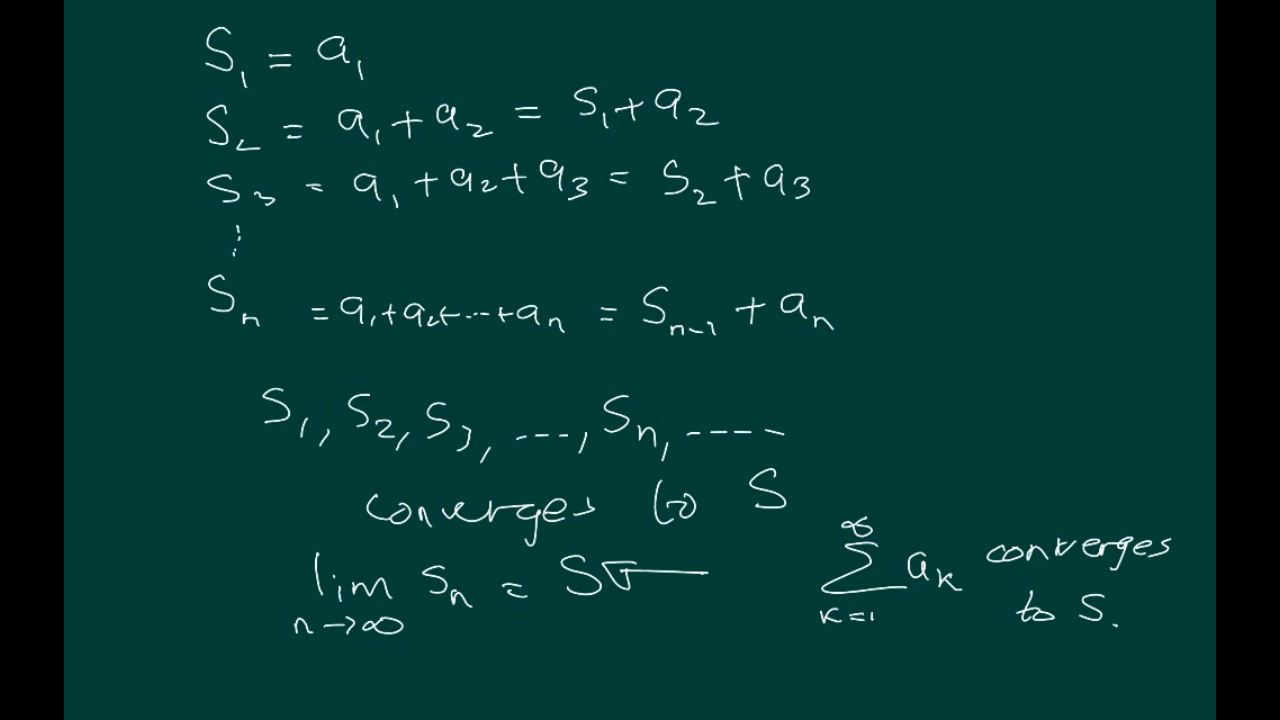 S₁ = a₁
S₂ = a₁ + a₂ = S₁ + a₂
S₃ = a₁ + a₂ + a₃ = S₂ + a₃
⋮
Sₙ = a₁ + a₂ + ... + aₙ = Sₙ₋₁ + aₙ
S₁, S₂, S₃, ---, Sₙ, ----
converges to S
lim Sₙ = S ←
n→∞
∞
∑ aₖ converges
k=1 to S.